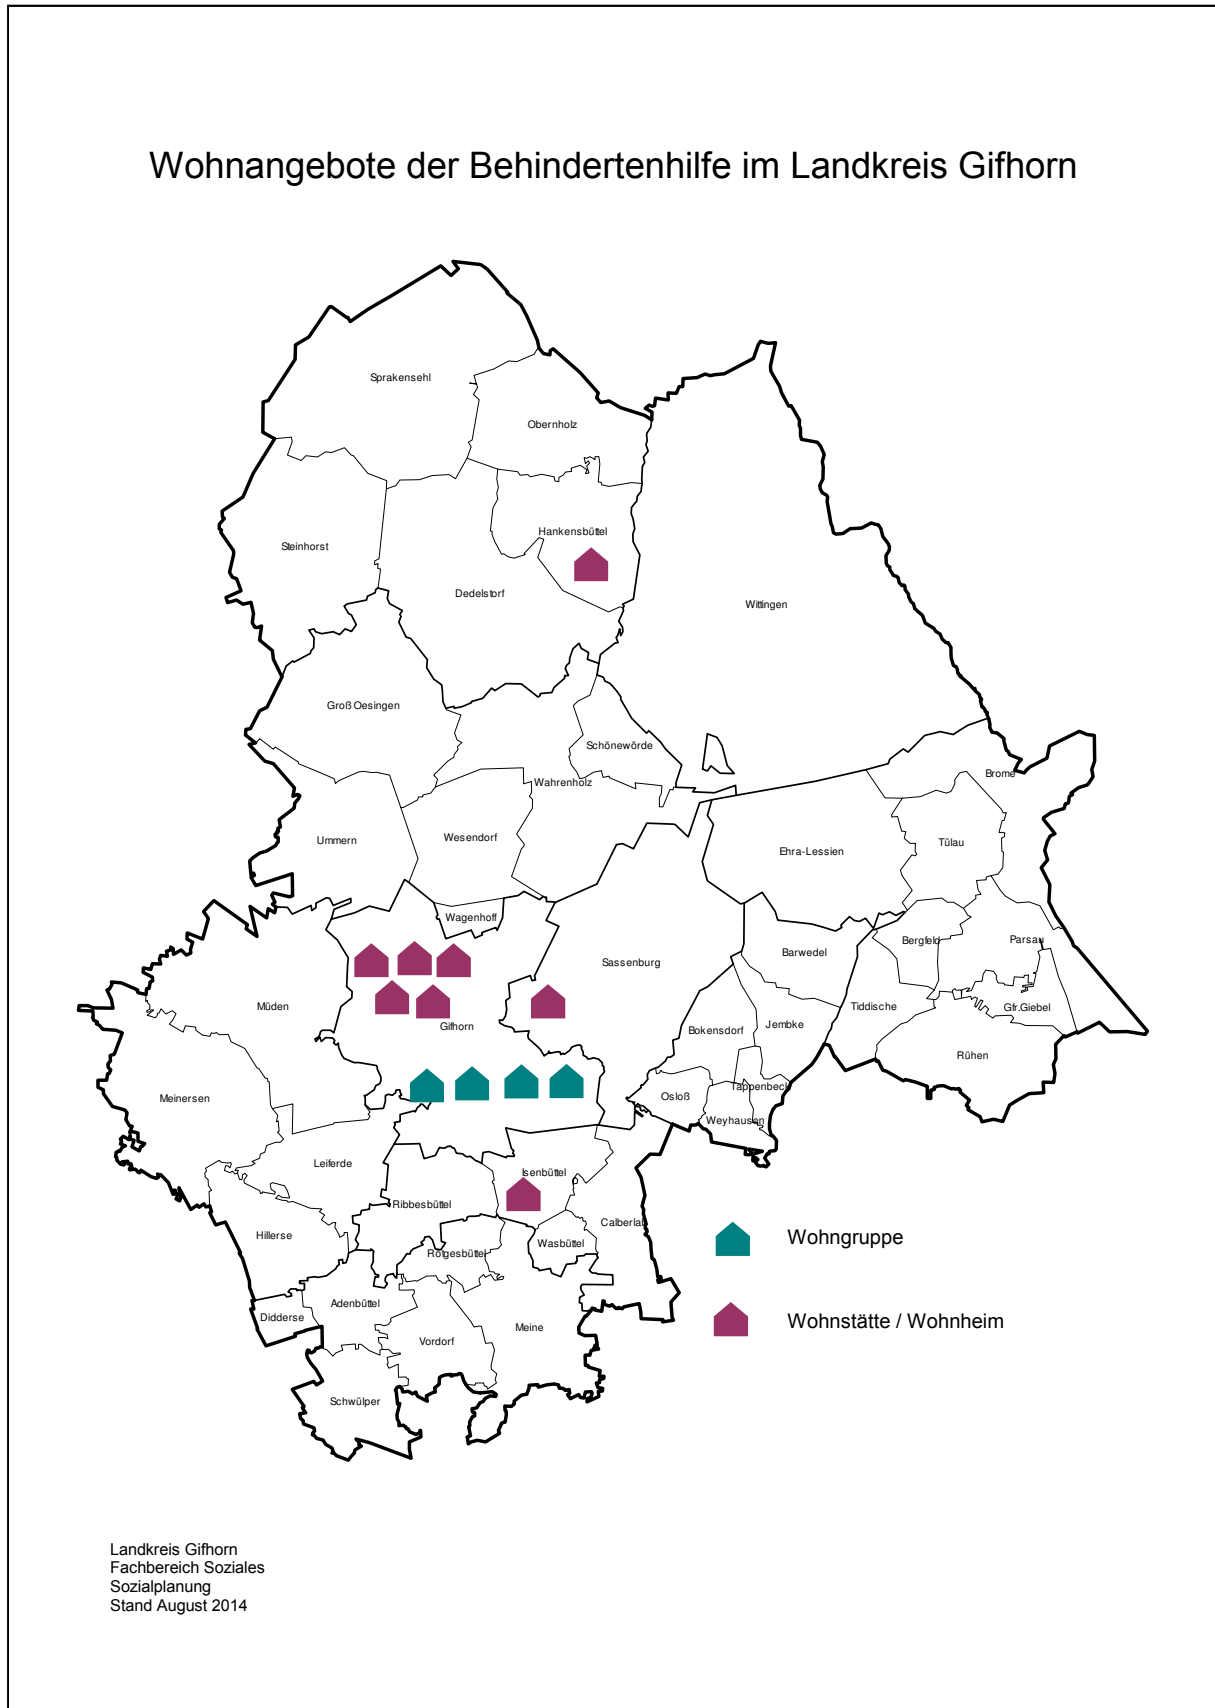 Wohnangebote der Behindertenhilfe im Landkreis Gifhorn
Sprakensehl
Obernholz
Hankensbüttel
Steinhorst
Dedelstorf
Wittingen
Groß Oesingen
Schönewörde
Brome
Wahrenholz
Ummern
Wesendorf
Ehra-Lessien
Tülau
Wagenhoff
Bergfeld
Parsau
Barwedel
Sassenburg
Müden
Tiddische
Gfr.Giebel
Gifhorn
Bokensdorf
Jembke
Rühen
Meinersen
Osloß
Tappenbeck
Weyhausen
Leiferde
Isenbüttel
Ribbesbüttel
Calberlah
Hillerse
Wasbüttel
Rötgesbüttel
Wohngruppe
Adenbüttel
Didderse
Meine
Vordorf
Wohnstätte / Wohnheim
Schwülper
Landkreis Gifhorn
Fachbereich Soziales
Sozialplanung
Stand August 2014